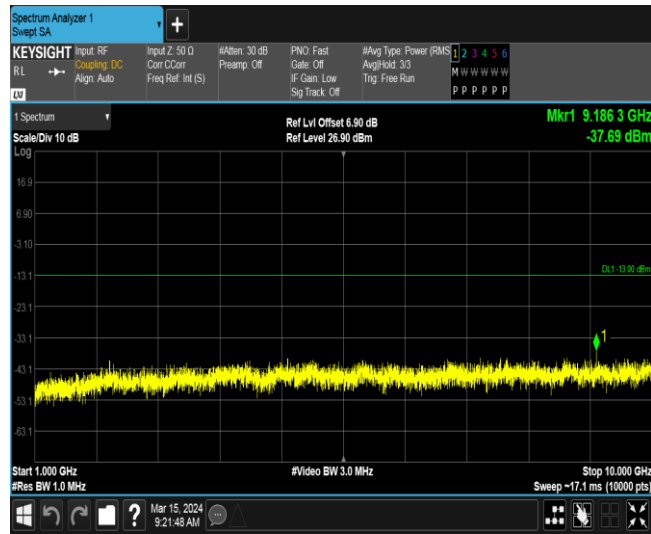 Spectrum Analyzer 1
Swept SA
KEYSIGHT
R L
LXI
Input: RF
Coupling: DC
Align: Auto
Input Z: 50 Ω
Corr CCorr
Freq Ref: Int (S)
#Atten: 30 dB
Preamp: Off
PNO: Fast
Gate: Off
IF Gain: Low
Sig Track: Off
#Avg Type: Power (RMS
Avg|Hold: 3/3
Trig: Free Run
1 2 3 4 5 6
M W W W W W
P P P P P P
1 Spectrum
Scale/Div 10 dB
Log
Ref Lvl Offset 6.90 dB
Ref Level 26.90 dBm
Mkr1 9.186 3 GHz
-37.69 dBm
16.9
6.90
-3.10
-13.1
DL1 -13.00 dBm
-23.1
-33.1
1
-43.1
-53.1
-63.1
Start 1.000 GHz
#Video BW 3.0 MHz
Stop 10.000 GHz
#Res BW 1.0 MHz
Sweep ~17.1 ms (10000 pts)
?
Mar 15, 2024
9:21:48 AM